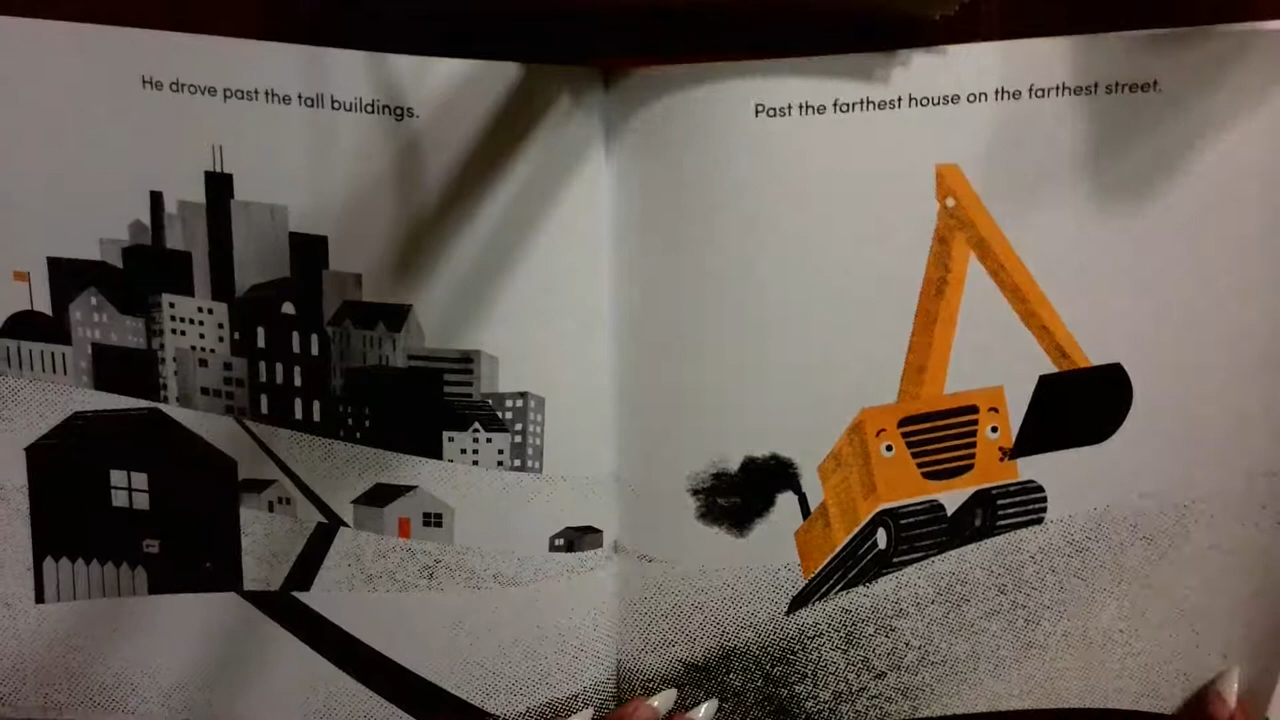 He drove past the tall buildings.
Past the farthest house on the farthest street.